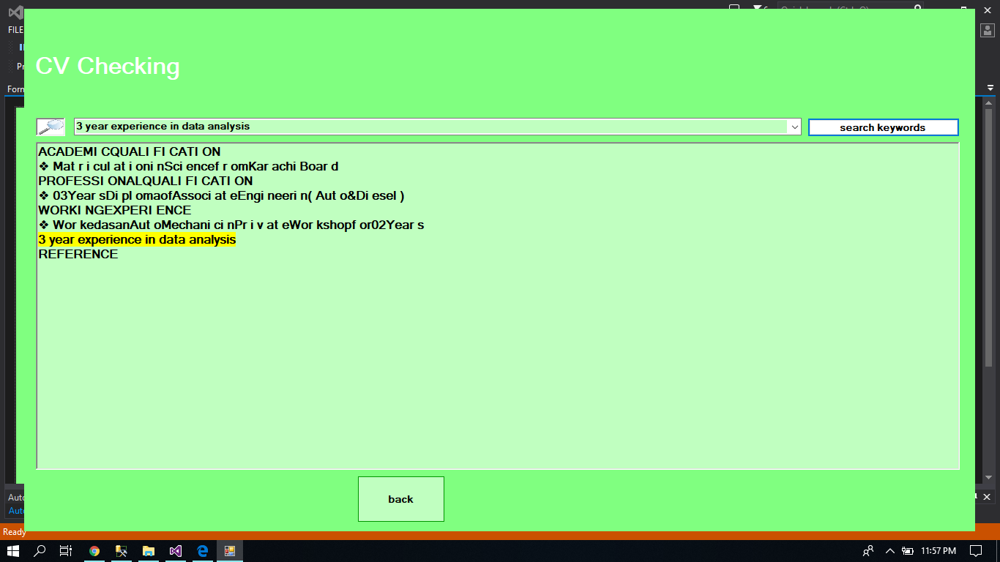 FILE
CV Checking
3 year experience in data analysis
search keywords
ACADEMI CQUALI FI CATI ON
❖ Mat r i cul at i oni nSci encef r omKar achi Boar d
PROFESSI ONALQUALI FI CATI ON
❖ 03Year sDi pl omaofAssoci at eEngi neeri n( Aut o&Di esel )
WORKI NGEXPERI ENCE
❖ Wor kedasanAut oMechani ci nPr i v at eWor kshopf or02Year s
3 year experience in data analysis
REFERENCE
back
Ready
11:57 PM